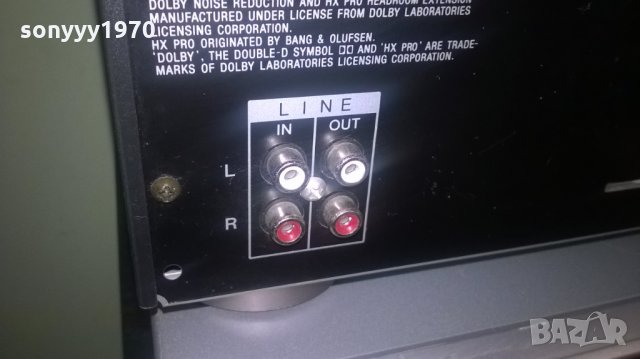 DOLBY NOISE REDUCTION AND HX PRO HEADROOM EXTENSION
MANUFACTURED UNDER LICENSE FROM DOLBY LABORATORIES
LICENSING CORPORATION.
HX PRO ORIGINATED BY BANG & OLUFSEN.
'DOLBY', THE DOUBLE-D SYMBOL AND 'HX PRO' ARE TRADE-
MARKS OF DOLBY LABORATORIES LICENSING CORPORATION.
sonyyy1970
LINE
IN OUT
L
R
BAZAR